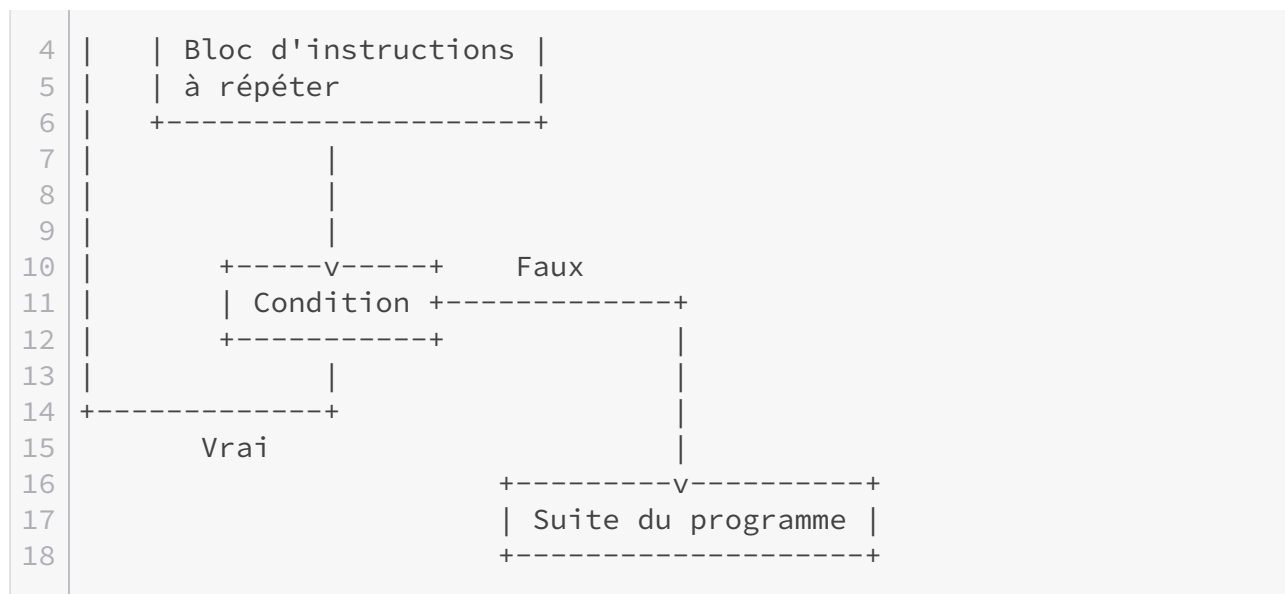 4 |    | Bloc d'instructions |
5 |    | à répéter           |
6 |    +---------------------+
7 |              |
8 |              |
9 |              |
10 |        +-----v-----+    Faux
11 |        | Condition +-------------+
12 |        +-----------+             |
13 |              |                   |
14 +--------------+                   |
15        Vrai                        |
16                         +---------v----------+
17                         | Suite du programme |
18                         +--------------------+